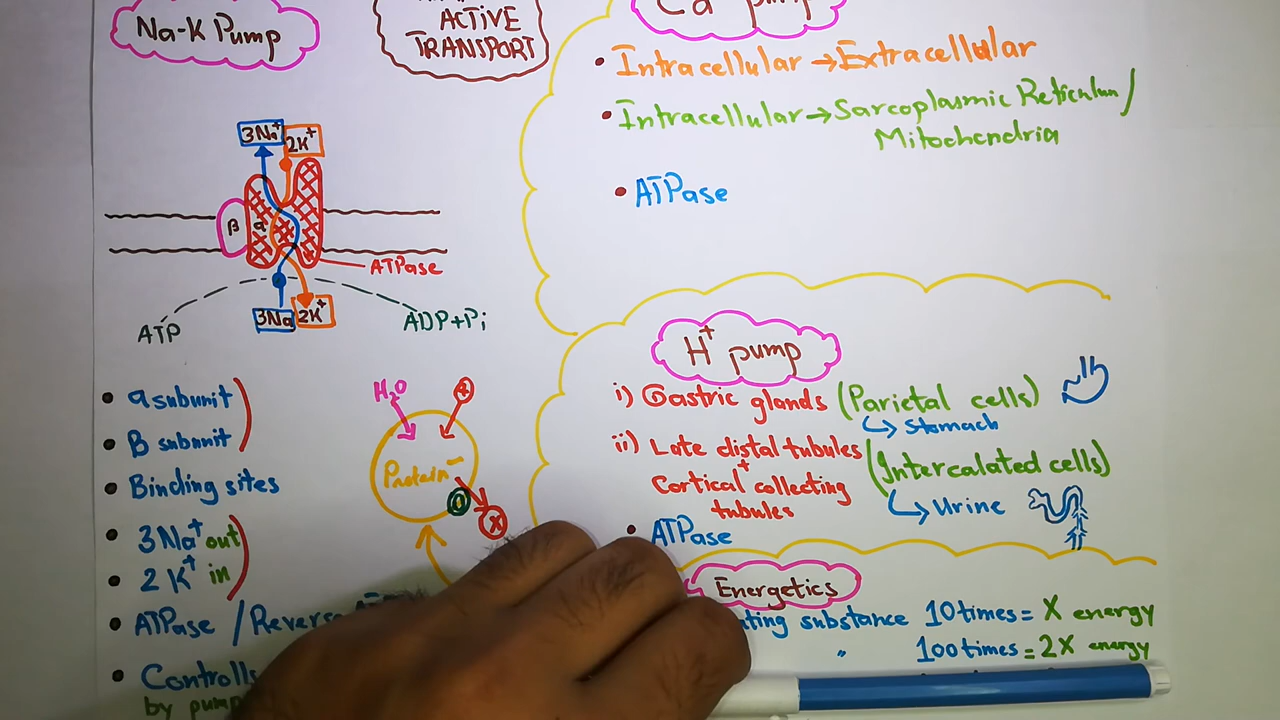 Na-K Pump
ACTIVE
TRANSPORT
3Na+
2K+
β
α
ATPase
3Na
2K+
ATP
ADP+Pi
• α subunit
• β subunit
• Binding sites
• 3Na+ out
• 2K+ in
• ATPase / Reverse
• Controlls
by pump
H2O
+
Protein-
Ca pump
• Intracellular → Extracellular
• Intracellular → Sarcoplasmic Reticulum /
Mitochondria
• ATPase
H+ pump
i) Gastric glands (Parietal cells)
Stomach
ii) Late distal tubules
(Intercalated cells)
Cortical + collecting
tubules
Urine
• ATPase
Energetics
substance 10 times = X energy
" 100 times = 2X energy